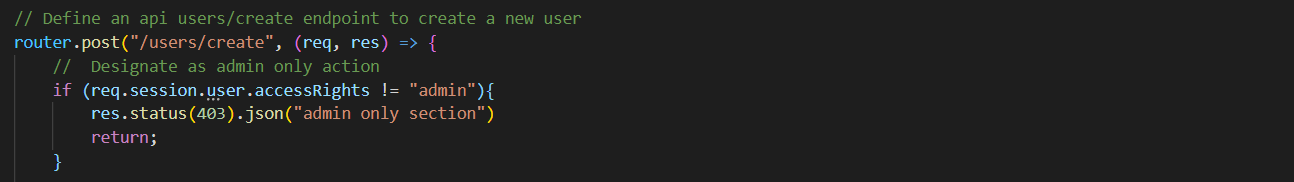 // Define an api users/create endpoint to create a new user
router.post("/users/create", (req, res) => {
//  Designate as admin only action
if (req.session.user.accessRights != "admin"){
res.status(403).json("admin only section")
return;
}